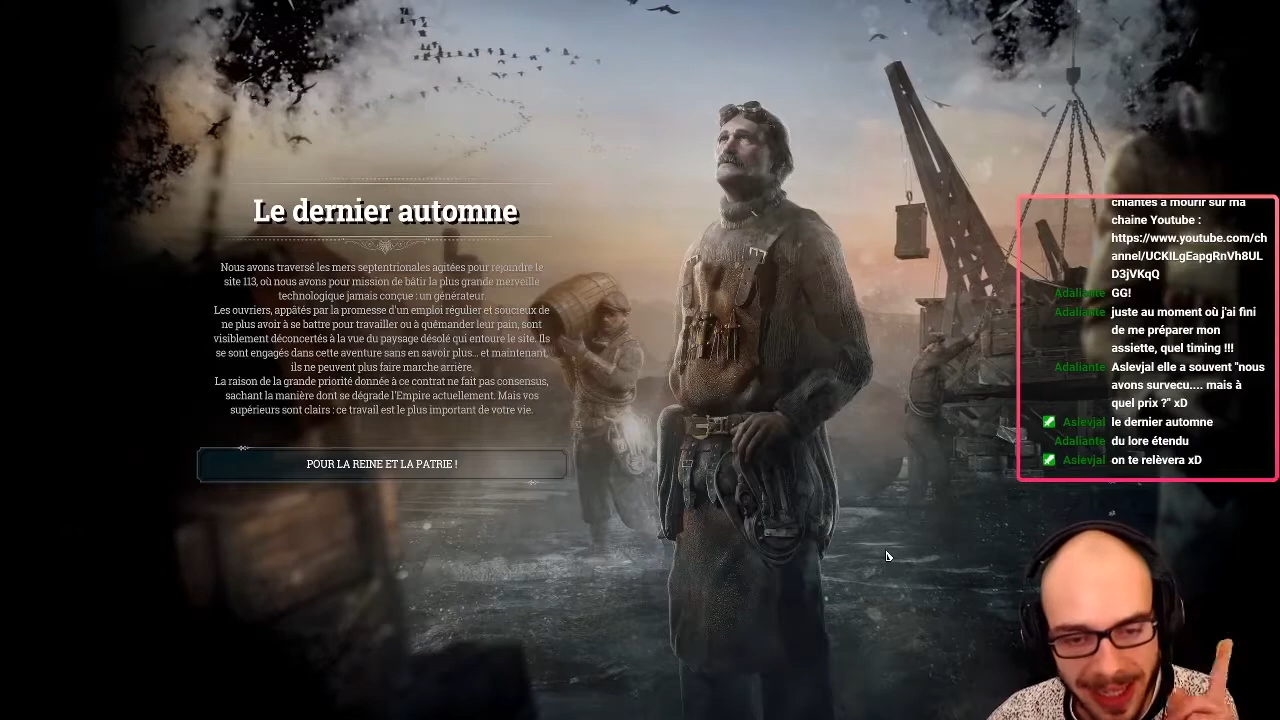 Le dernier automne
Nous avons traversé les mers septentrionales agitées pour rejoindre le
site 113, où nous avons pour mission de bâtir la plus grande merveille
technologique jamais conçue : un générateur.
Les ouvriers, appâtés par la promesse d'un emploi régulier et soucieux de
ne plus avoir à se battre pour travailler ou à quémander leur pain, sont
visiblement déconcertés à la vue du paysage désolé qui entoure le site. Ils
se sont engagés dans cette aventure sans en savoir plus... et maintenant,
ils ne peuvent plus faire marche arrière.
La raison de la grande priorité donnée à ce contrat ne fait pas consensus,
sachant la manière dont se dégrade l'Empire actuellement. Mais vos
supérieurs sont clairs : ce travail est le plus important de votre vie.
POUR LA REINE ET LA PATRIE !
chiantes à mourir sur ma
chaine Youtube :
https://www.youtube.com/ch
annel/UCKILgEapgRnVh8UL
D3jVKqQ
Adaliante GG!
Adaliante juste au moment où j'ai fini
de me préparer mon
assiette, quel timing !!!
Adaliante Aslevjal elle a souvent "nous
avons survecu.... mais à
quel prix ?" xD
Aslevjal le dernier automne
Adaliante du lore étendu
Aslevjal on te relèvera xD